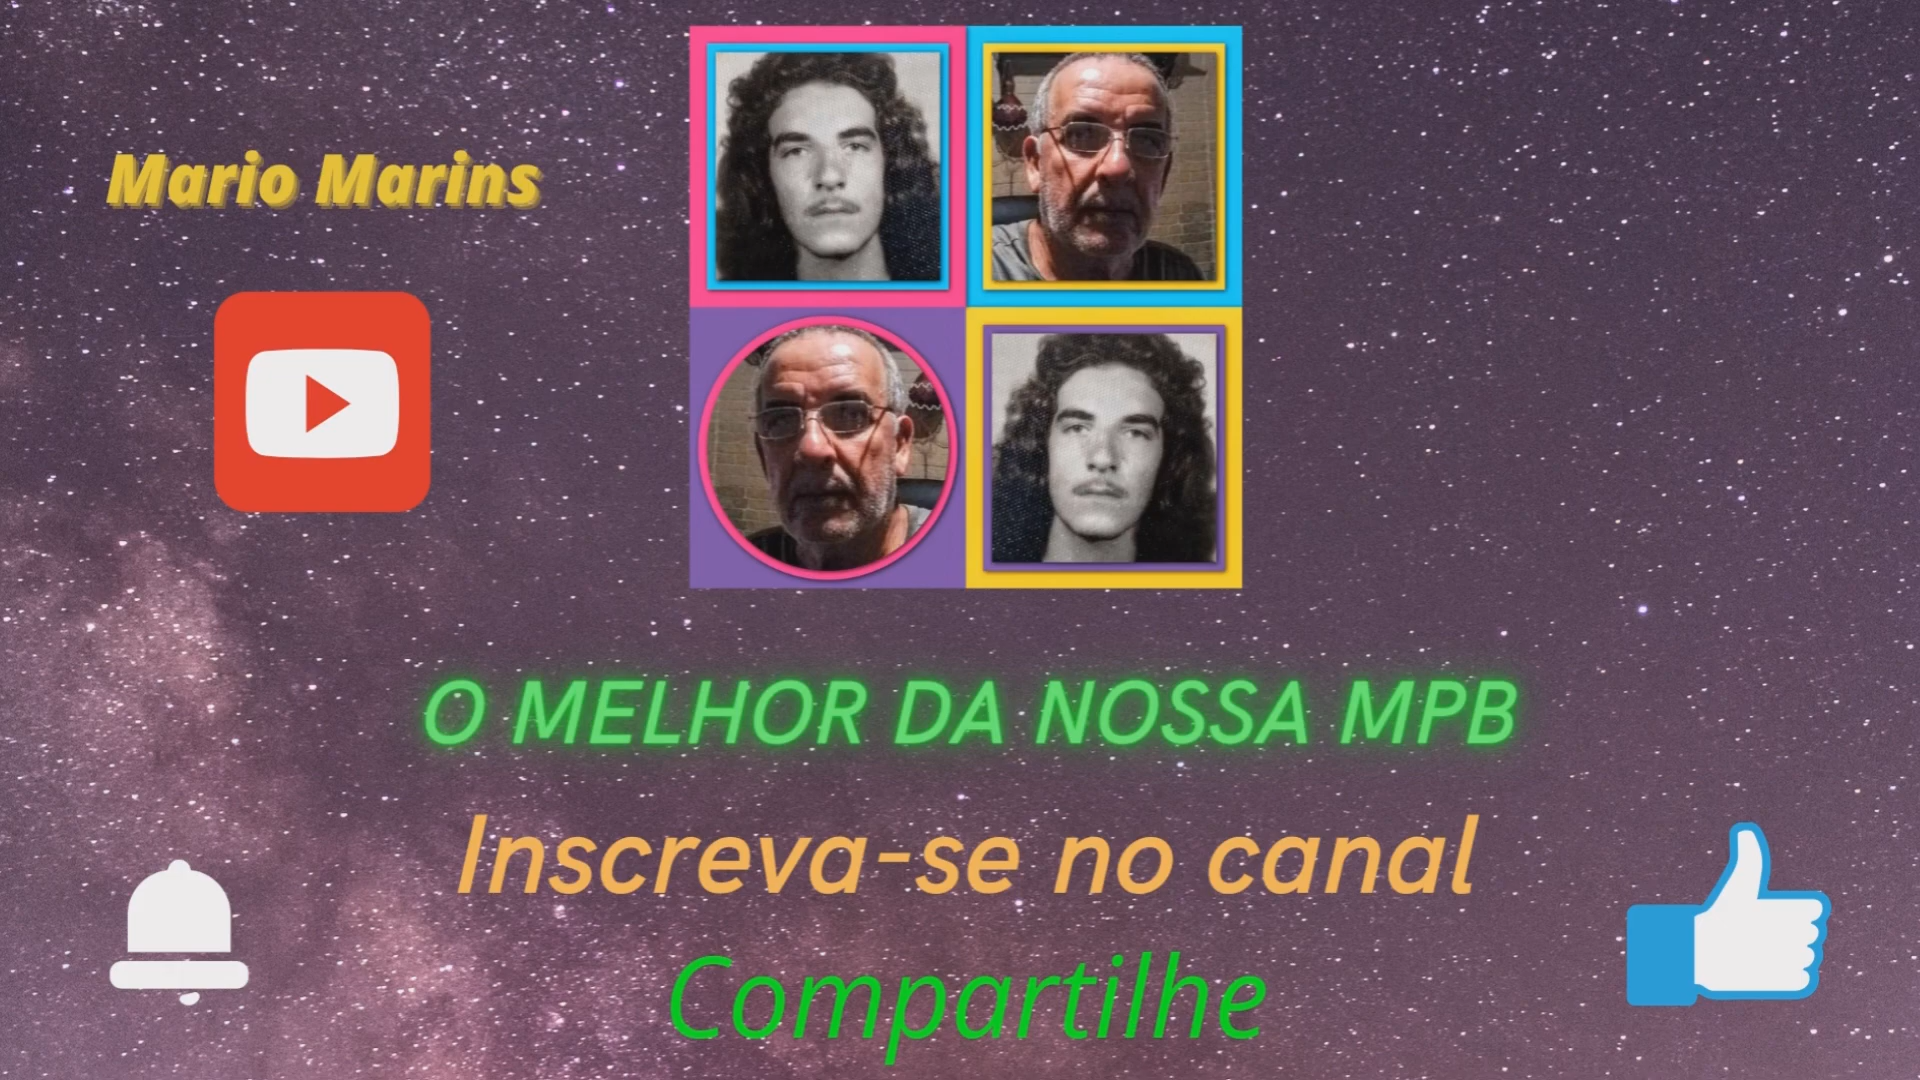 Mario Marins
O MELHOR DA NOSSA MPB
Inscreva-se no canal
Compartilhe